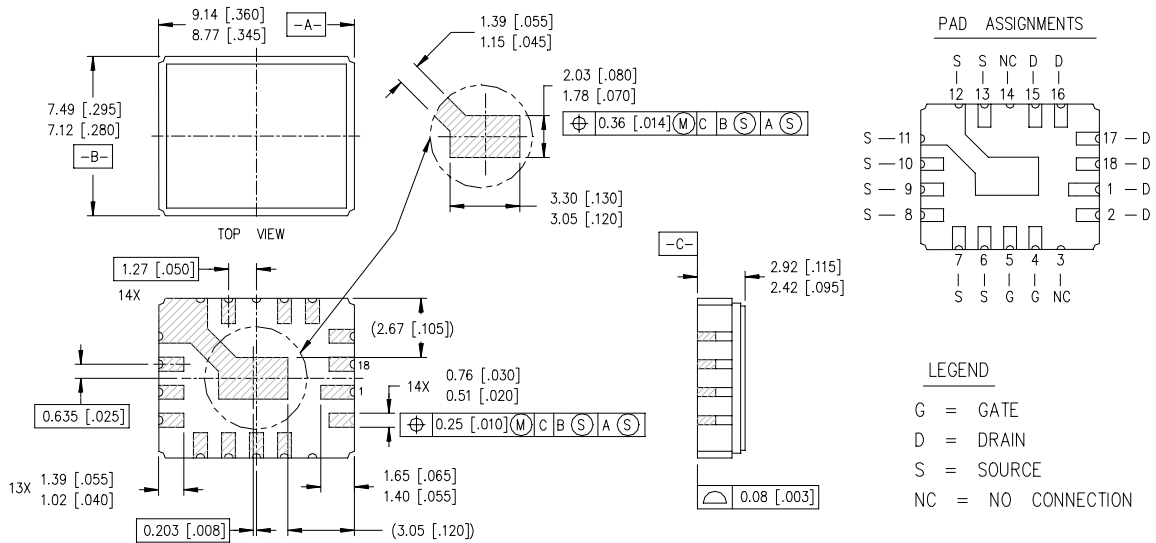 9.14 [.360]
8.77 [.345]
-A-
7.49 [.295]
7.12 [.280]
-B-
TOP VIEW
1.39 [.055]
1.15 [.045]
2.03 [.080]
1.78 [.070]
⌖ 0.36 [.014] Ⓜ C B Ⓢ A Ⓢ
3.30 [.130]
3.05 [.120]
PAD ASSIGNMENTS
S S NC D D
12 13 14 15 16
S 11
S 10
S 9
S 8
17 D
18 D
1 D
2 D
7 6 5 4 3
S S G G NC
1.27 [.050]
14X
(2.67 [.105])
18
1
0.635 [.025]
14X
0.76 [.030]
0.51 [.020]
⌖ 0.25 [.010] Ⓜ C B Ⓢ A Ⓢ
13X
1.39 [.055]
1.02 [.040]
1.65 [.065]
1.40 [.055]
0.203 [.008]
(3.05 [.120])
-C-
2.92 [.115]
2.42 [.095]
⌓ 0.08 [.003]
LEGEND
G = GATE
D = DRAIN
S = SOURCE
NC = NO CONNECTION